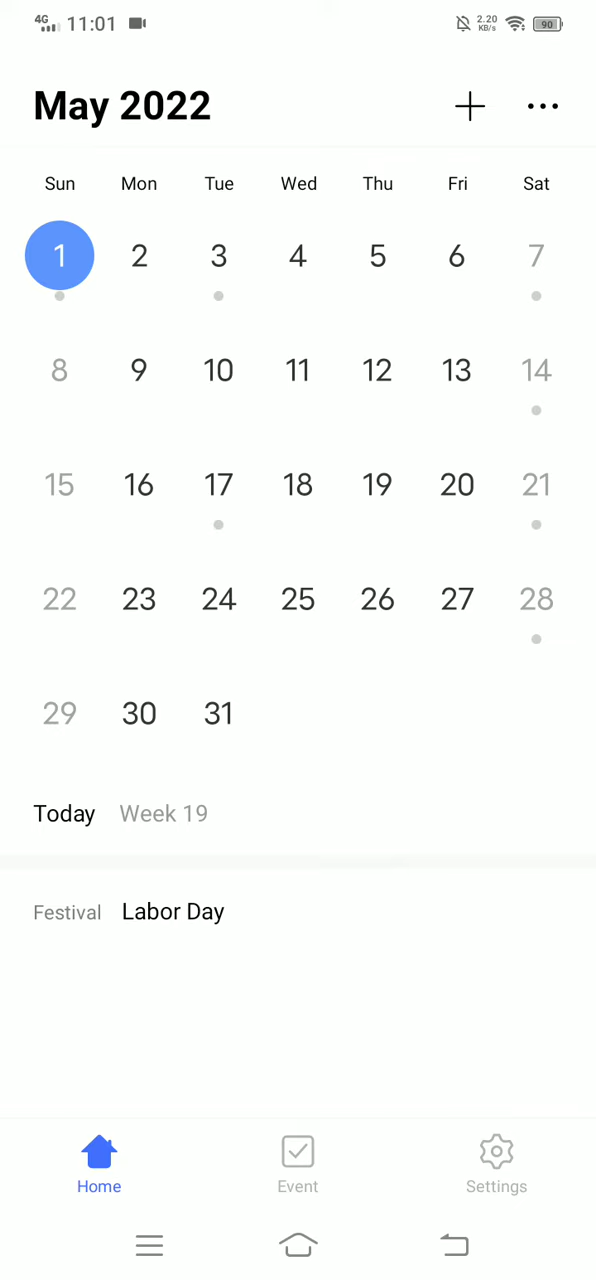 4G 11:01 2.20 KB/s 90
May 2022
Sun Mon Tue Wed Thu Fri Sat
1 2 3 4 5 6 7
8 9 10 11 12 13 14
15 16 17 18 19 20 21
22 23 24 25 26 27 28
29 30 31
Today Week 19
Festival Labor Day
Home Event Settings